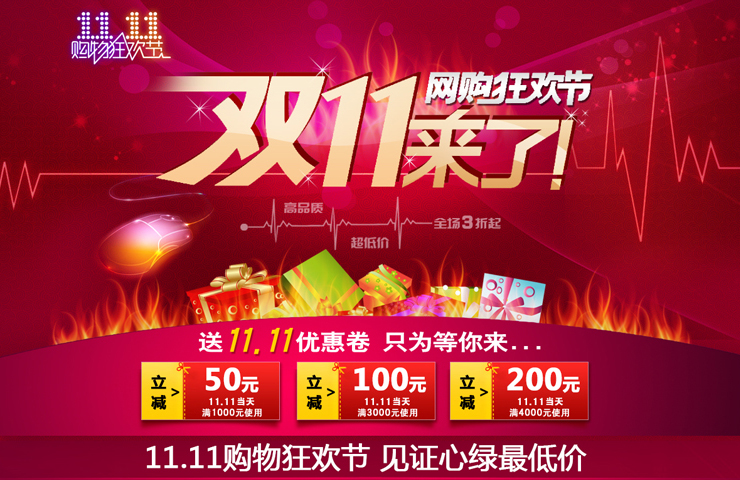 11.11
购物狂欢节
网购狂欢节
双11来了!
高品质
超低价
全场3折起
送11.11优惠卷 只为等你来...
立减 > 50元
11.11当天
满1000元使用
立减 > 100元
11.11当天
满3000元使用
立减 > 200元
11.11当天
满4000元使用
11.11购物狂欢节 见证心绿最低价